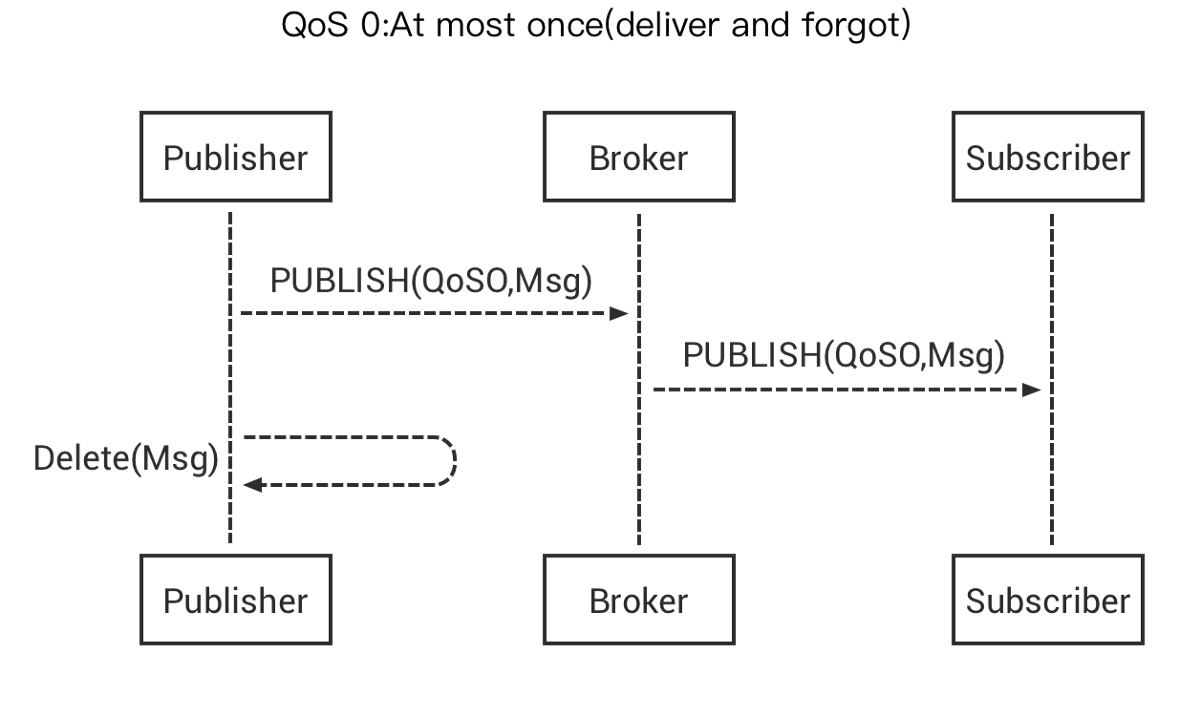 QoS 0:At most once(deliver and forgot)
Publisher
Broker
Subscriber
PUBLISH(QoSO,Msg)
PUBLISH(QoSO,Msg)
Delete(Msg)
Publisher
Broker
Subscriber